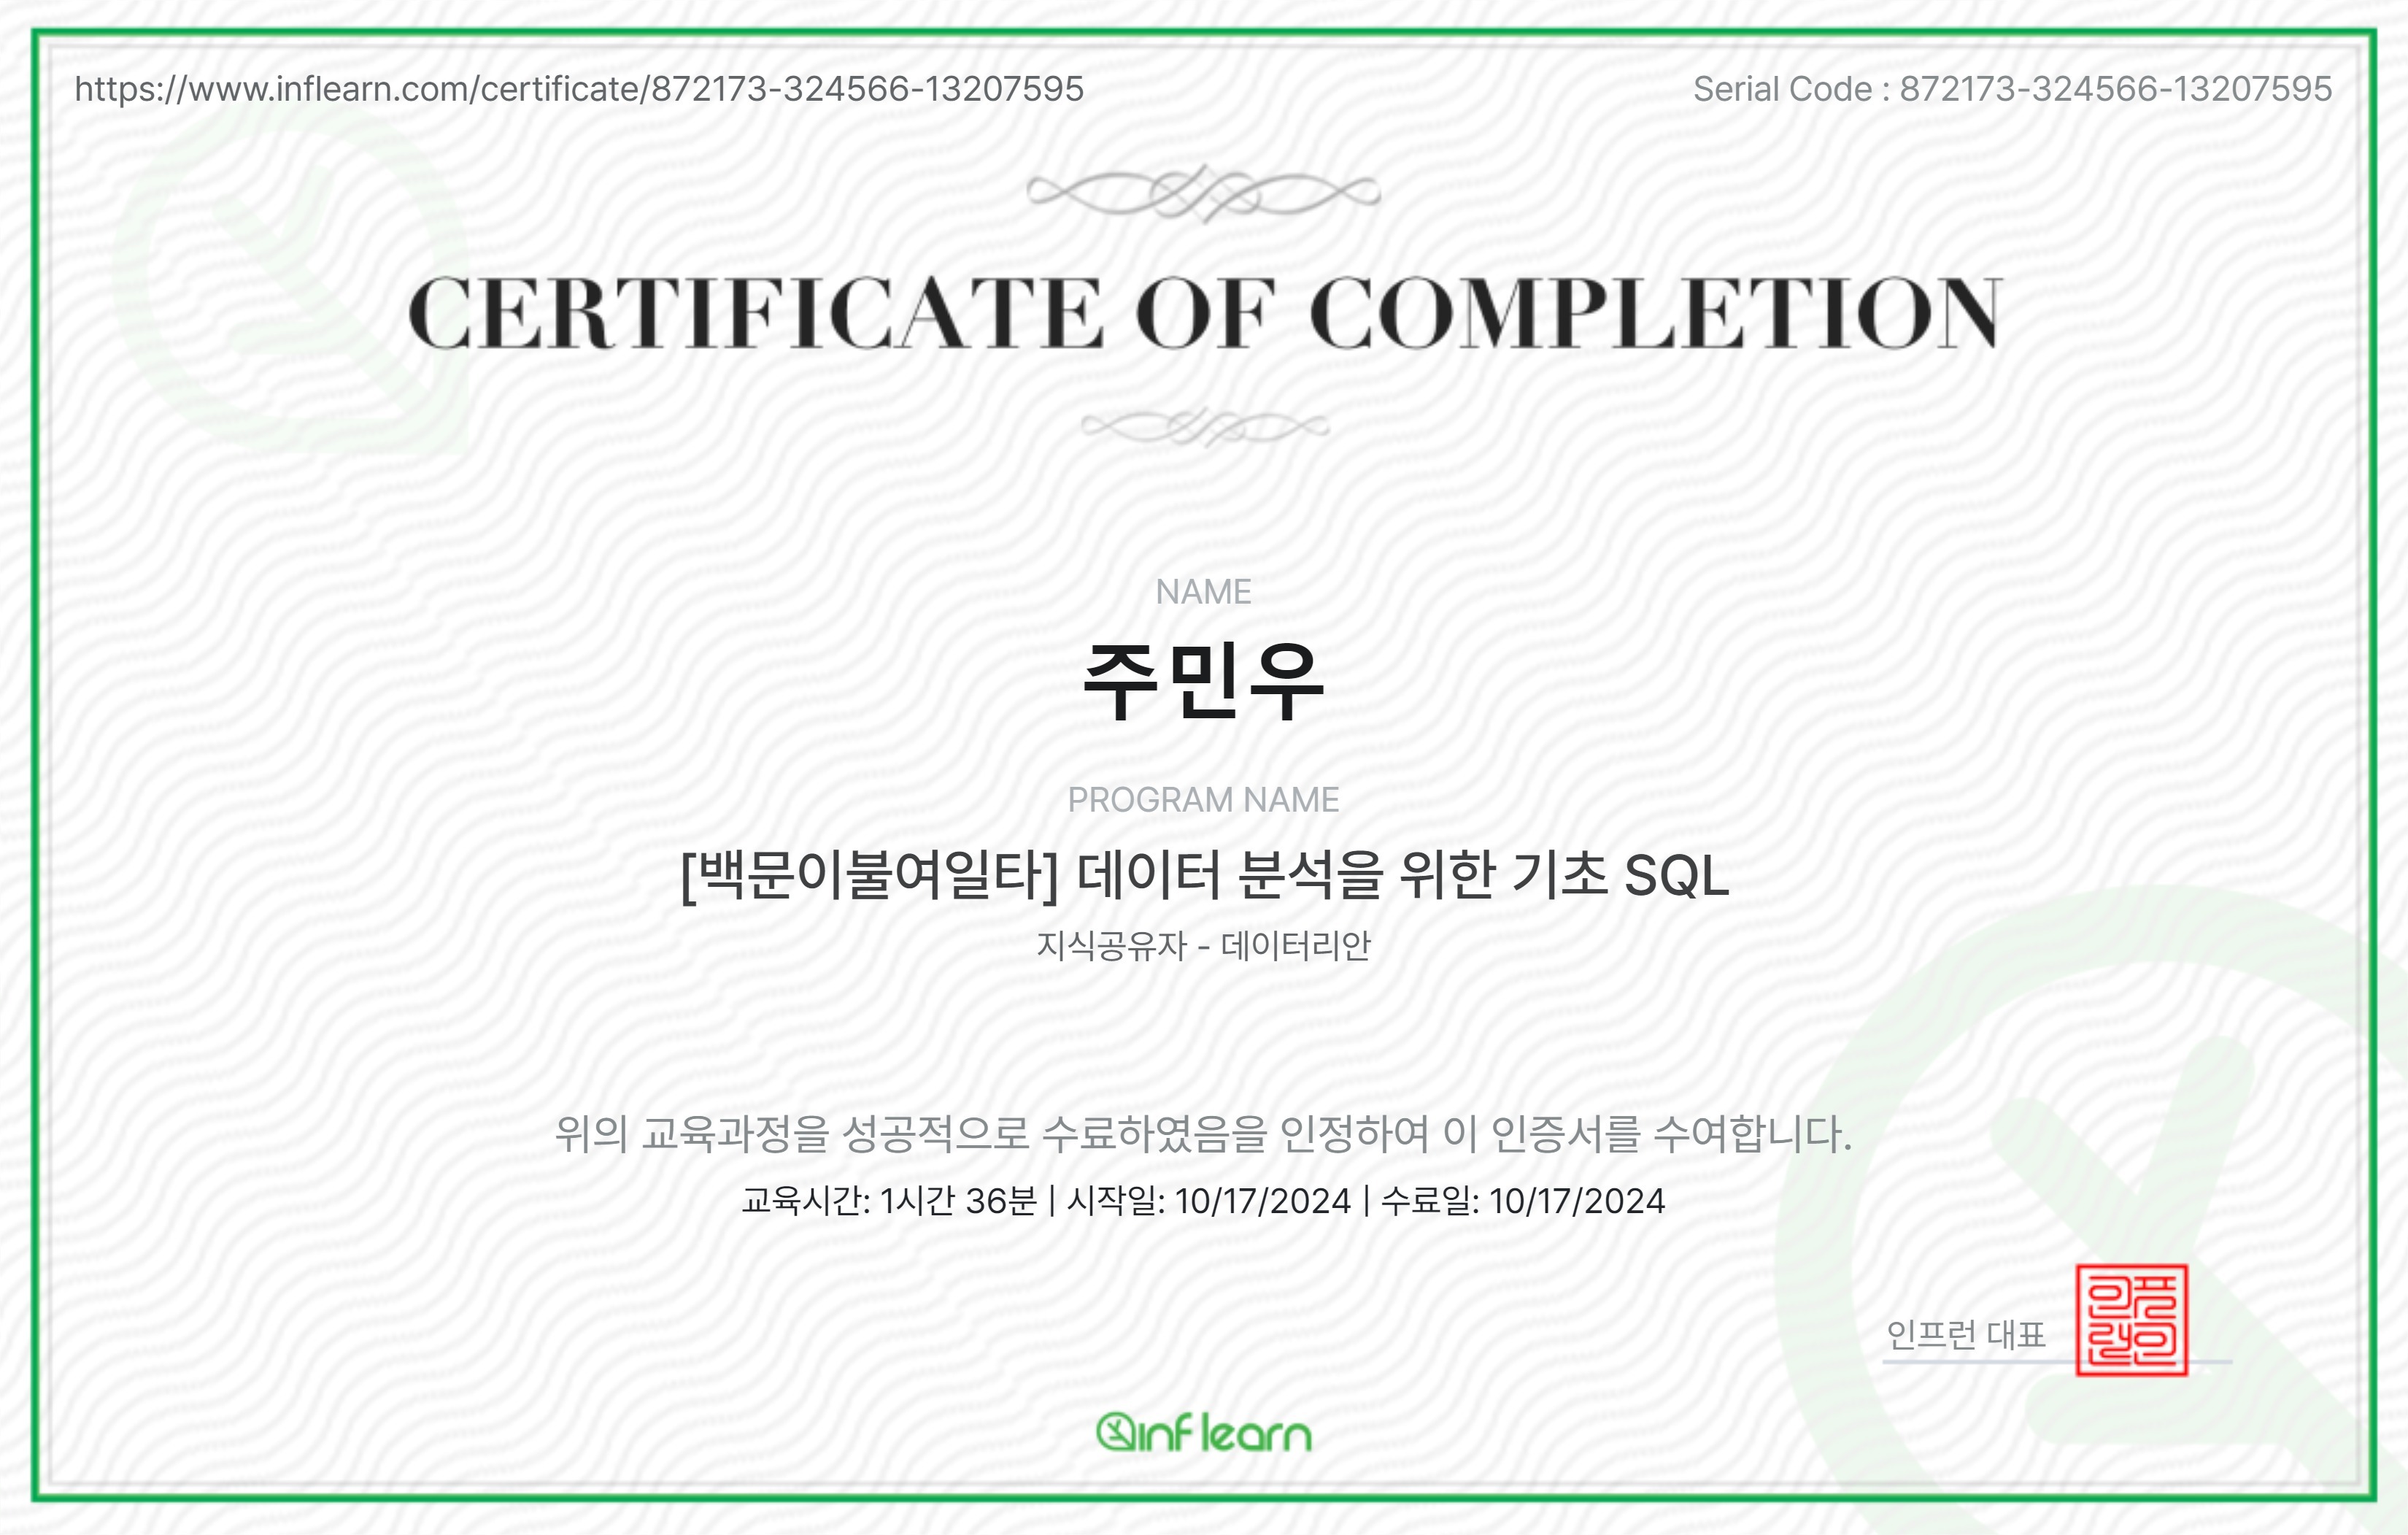 https://www.inflearn.com/certificate/872173-324566-13207595
Serial Code : 872173-324566-13207595
CERTIFICATE OF COMPLETION
NAME
주민우
PROGRAM NAME
[백문이불여일타] 데이터 분석을 위한 기초 SQL
지식공유자 - 데이터리안
위의 교육과정을 성공적으로 수료하였음을 인정하여 이 인증서를 수여합니다.
교육시간: 1시간 36분 | 시작일: 10/17/2024 | 수료일: 10/17/2024
인프런 대표
inflearn